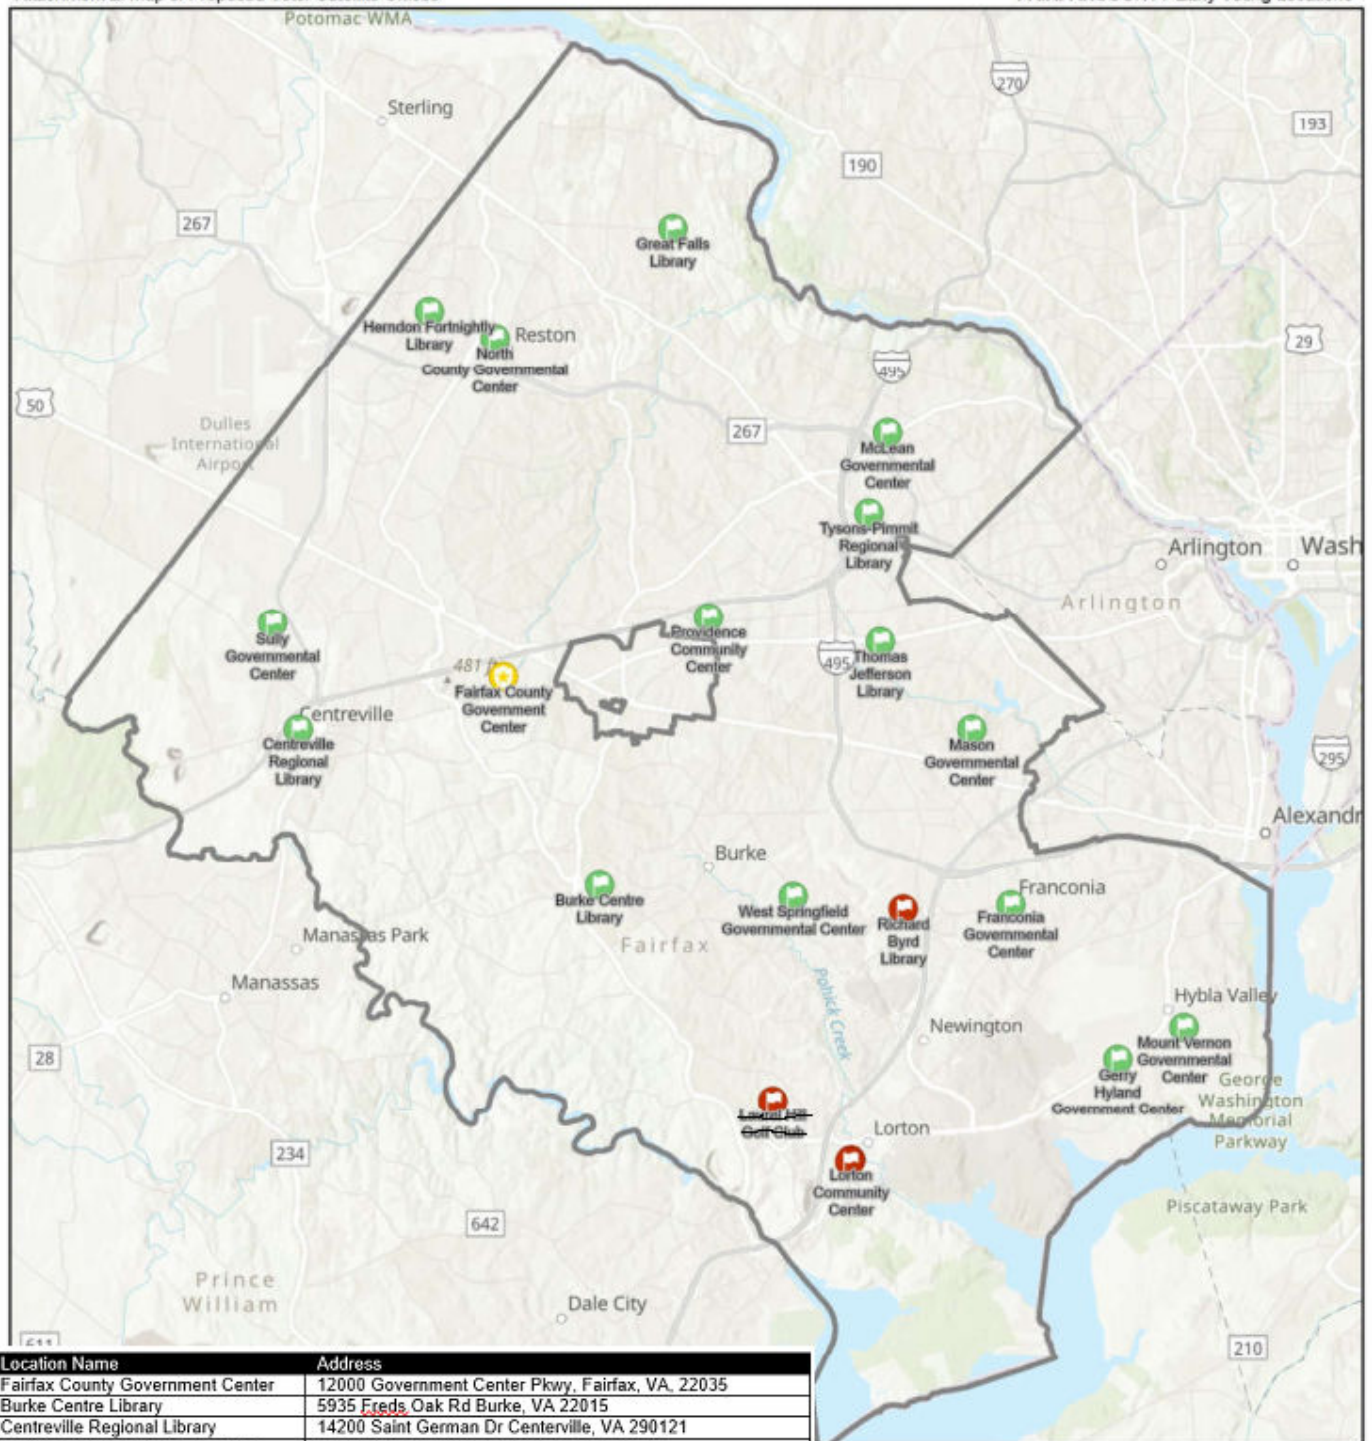 Potomac WMA
Sterling
270
193
190
267
Great Falls
Library
Herndon Fortnightly
Library
Reston
North
County Governmental
Center
29
495
50
Dulles
International
Airport
267
McLean
Governmental
Center
Tysons-Pimmit
Regional
Library
Arlington
Wash
Arlington
Sully
Governmental
Center
Providence
Community
Center
495
Thomas
Jefferson
Library
481 f
Fairfax County
Government
Center
Centreville
Centreville
Regional
Library
Mason
Governmental
Center
295
Alexandr
Burke
Burke Centre
Library
West Springfield
Governmental Center
Richard
Byrd
Library
Franconia
Franconia
Governmental
Center
Fairfax
Manassas Park
Manassas
Pohick Creek
Hybla Valley
Newington
Mount Vernon
Governmental
Center
28
Gerry
Hyland
Government Center
George
Washington
Memorial
Parkway
Laurel Hill
Golf Club
Lorton
234
Lorton
Community
Center
Piscataway Park
642
Prince
William
Dale City
611
210
Location Name Address
Fairfax County Government Center 12000 Government Center Pkwy, Fairfax, VA, 22035
Burke Centre Library 5935 Freds Oak Rd Burke, VA 22015
Centreville Regional Library 14200 Saint German Dr Centerville, VA 290121